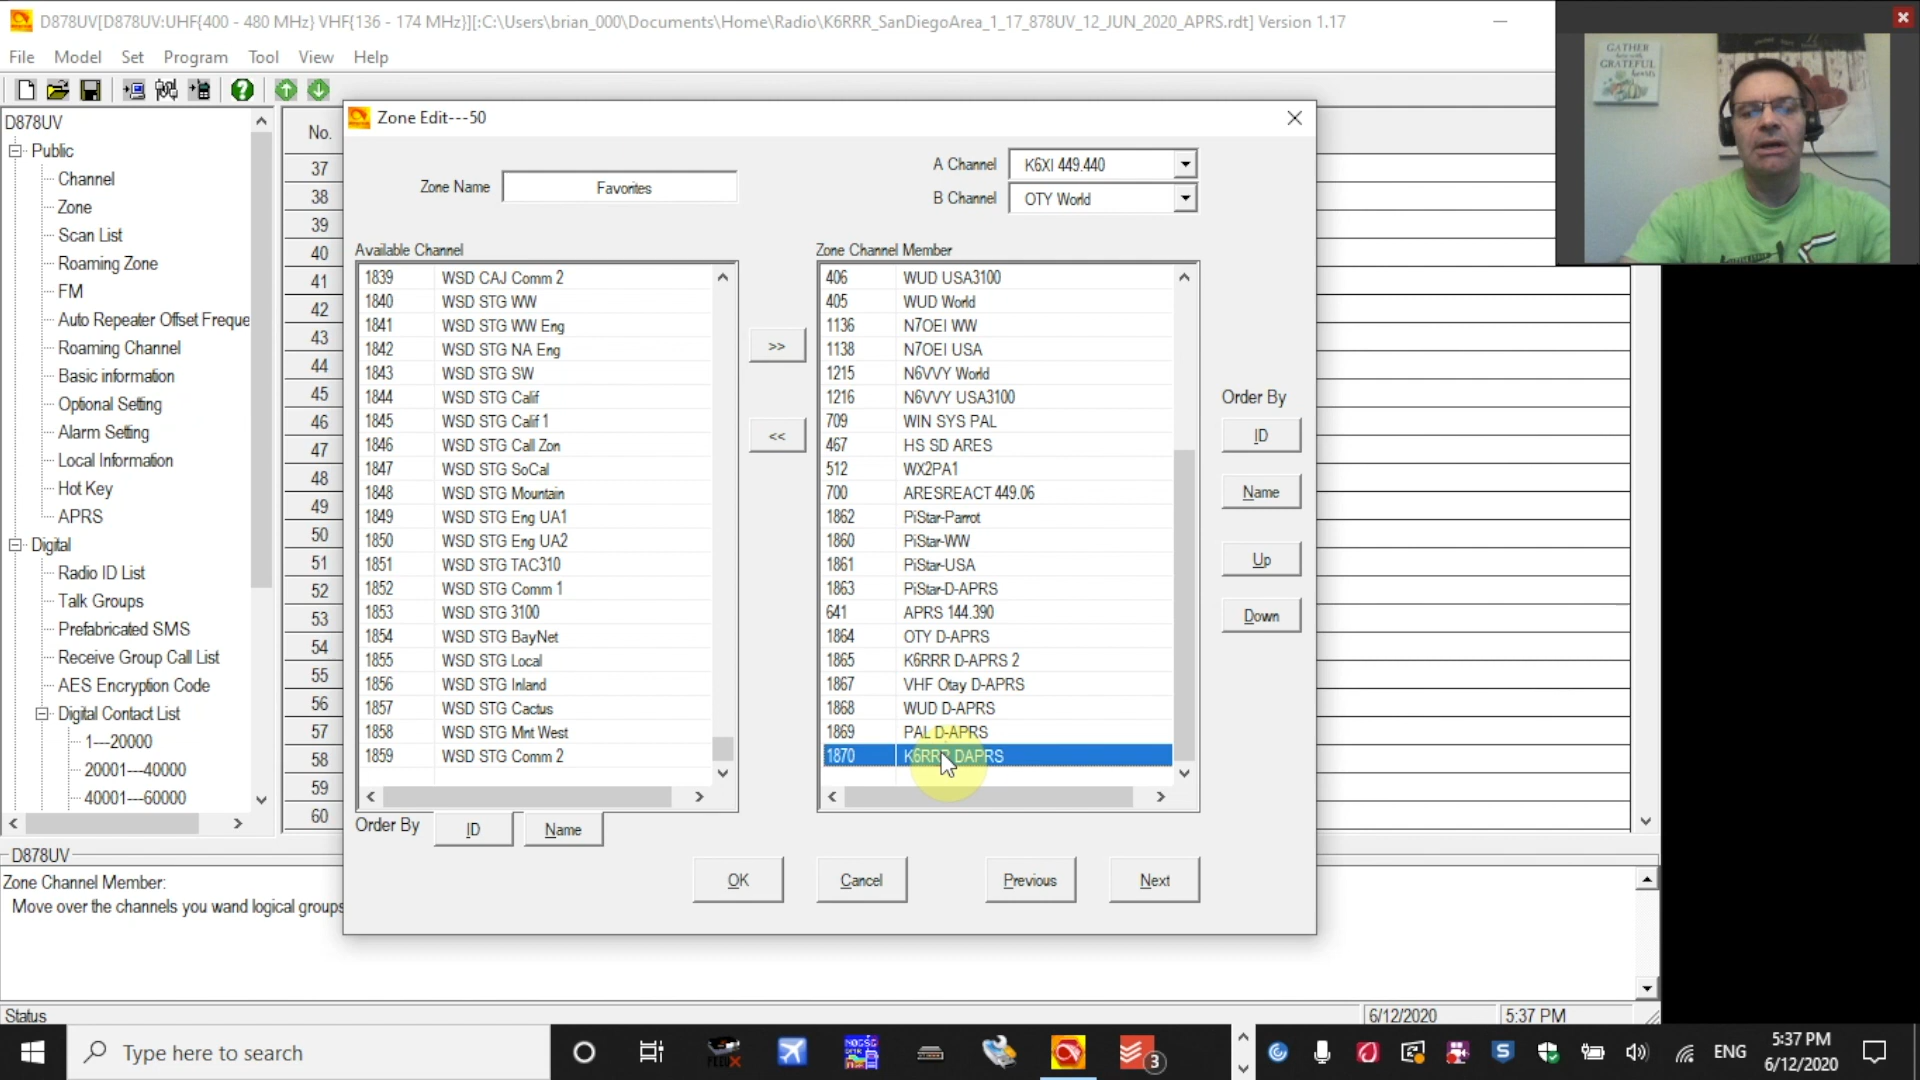 D878UV[D878UV:UHF{400 - 480 MHz} VHF{136 - 174 MHz}][:C:\Users\brian_000\Documents\Home\Radio\K6RRR_SanDiegoArea_1_17_878UV_12_JUN_2020_APRS.rdt] Version 1.17
File Model Set Program Tool View Help
GATHER
GRATEFUL
hearts
D878UV
Public
Channel
Zone
Scan List
Roaming Zone
FM
Auto Repeater Offset Freque
Roaming Channel
Basic information
Optional Setting
Alarm Setting
Local Information
Hot Key
APRS
Digital
Radio ID List
Talk Groups
Prefabricated SMS
Receive Group Call List
AES Encryption Code
Digital Contact List
1---20000
20001---40000
40001---60000
No.
37
38
39
40
41
42
43
44
45
46
47
48
49
50
51
52
53
54
55
56
57
58
59
60
Zone Edit---50
Zone Name Favorites
A Channel K6XI 449.440
B Channel OTY World
Available Channel
1839 WSD CAJ Comm 2
1840 WSD STG WW
1841 WSD STG WW Eng
1842 WSD STG NA Eng
1843 WSD STG SW
1844 WSD STG Calif
1845 WSD STG Calif 1
1846 WSD STG Call Zon
1847 WSD STG SoCal
1848 WSD STG Mountain
1849 WSD STG Eng UA1
1850 WSD STG Eng UA2
1851 WSD STG TAC310
1852 WSD STG Comm 1
1853 WSD STG 3100
1854 WSD STG BayNet
1855 WSD STG Local
1856 WSD STG Inland
1857 WSD STG Cactus
1858 WSD STG Mnt West
1859 WSD STG Comm 2
Order By ID Name
>>
<<
Zone Channel Member
406 WUD USA3100
405 WUD World
1136 N7OEI WW
1138 N7OEI USA
1215 N6VVY World
1216 N6VVY USA3100
709 WIN SYS PAL
467 HS SD ARES
512 WX2PA1
700 ARESREACT 449.06
1862 PiStar-Parrot
1860 PiStar-WW
1861 PiStar-USA
1863 PiStar-D-APRS
641 APRS 144.390
1864 OTY D-APRS
1865 K6RRR D-APRS 2
1867 VHF Otay D-APRS
1868 WUD D-APRS
1869 PAL D-APRS
1870 K6RRR DAPRS
Order By
ID
Name
Up
Down
OK Cancel Previous Next
D878UV
Zone Channel Member:
Move over the channels you wand logical groups
Status 6/12/2020 5:37 PM
Type here to search
3
ENG
5:37 PM
6/12/2020